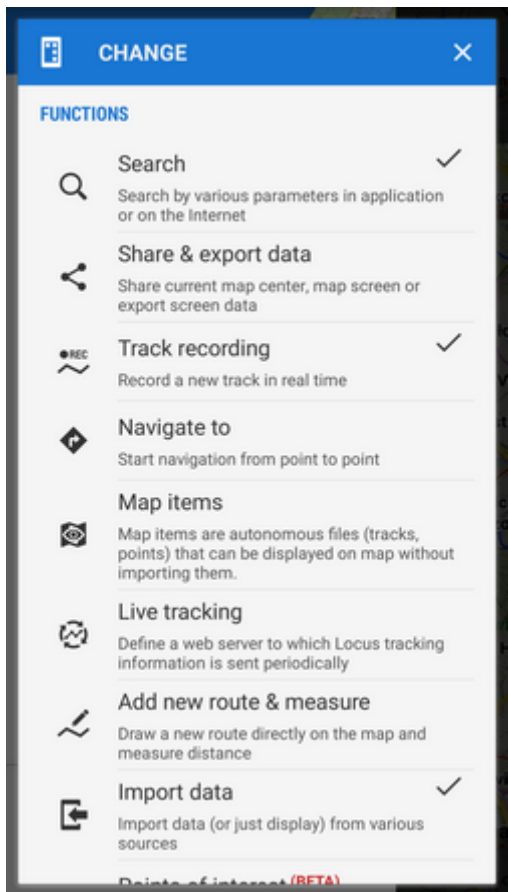 CHANGE
FUNCTIONS
Search
Search by various parameters in application
or on the Internet
Share & export data
Share current map center, map screen or
export screen data
REC
Track recording
Record a new track in real time
Navigate to
Start navigation from point to point
Map items
Map items are autonomous files (tracks,
points) that can be displayed on map without
importing them.
Live tracking
Define a web server to which Locus tracking
information is sent periodically
Add new route & measure
Draw a new route directly on the map and
measure distance
Import data
Import data (or just display) from various
sources
Points of interest (BETA)